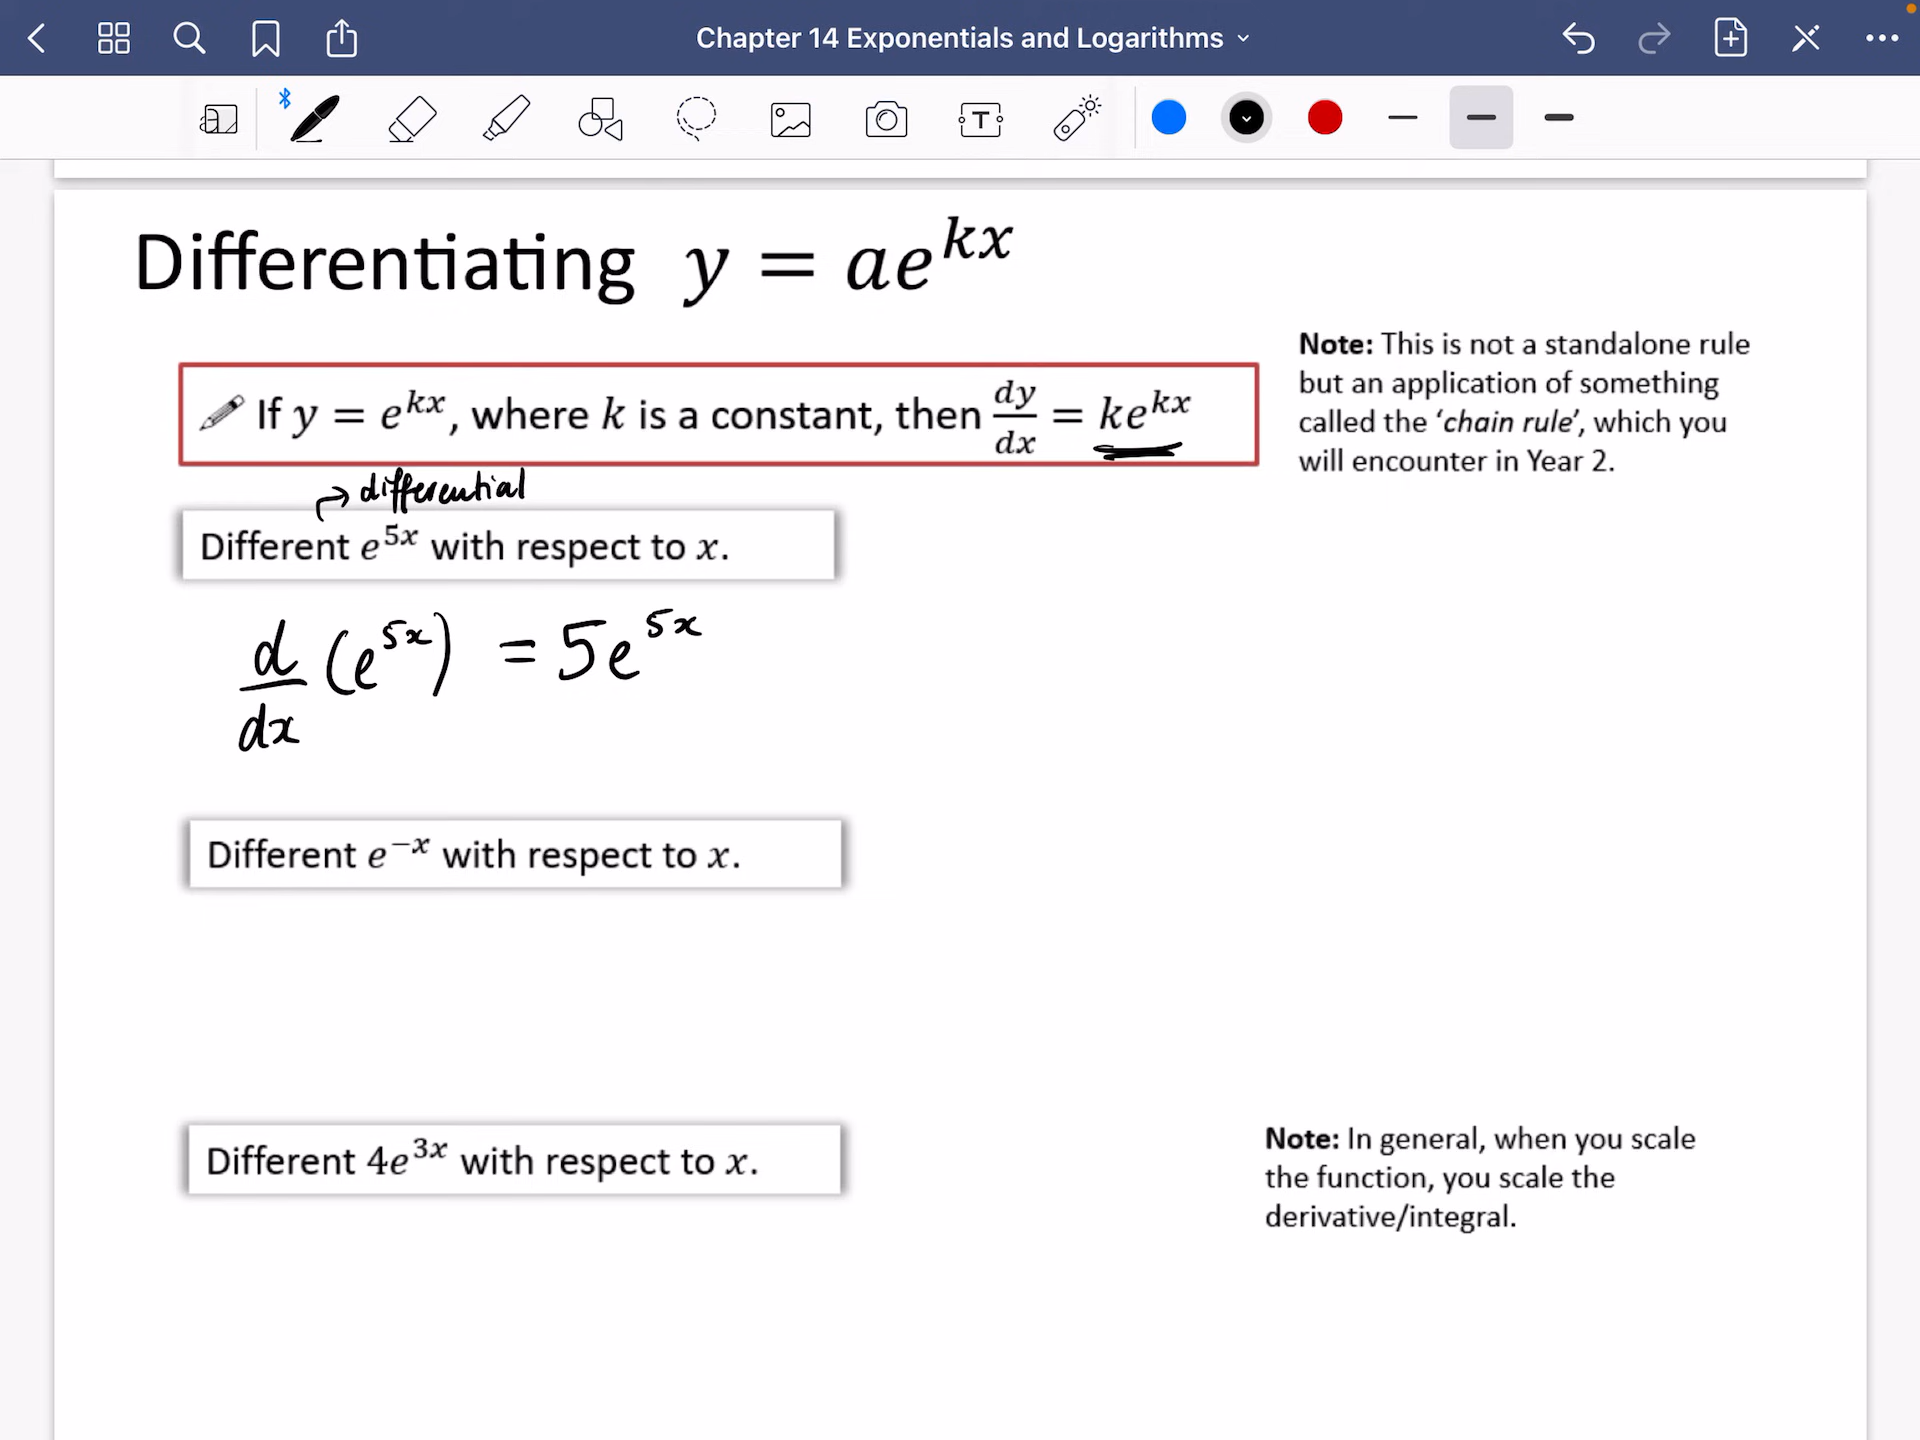 Chapter 14 Exponentials and Logarithms
a
T
Differentiating y = ae^{kx}
If y = e^{kx}, where k is a constant, then dy/dx = ke^{kx}
Note: This is not a standalone rule
but an application of something
called the ‘chain rule’, which you
will encounter in Year 2.
→ differential
Different e^{5x} with respect to x.
d/dx (e^{5x}) = 5e^{5x}
Different e^{-x} with respect to x.
Different 4e^{3x} with respect to x.
Note: In general, when you scale
the function, you scale the
derivative/integral.